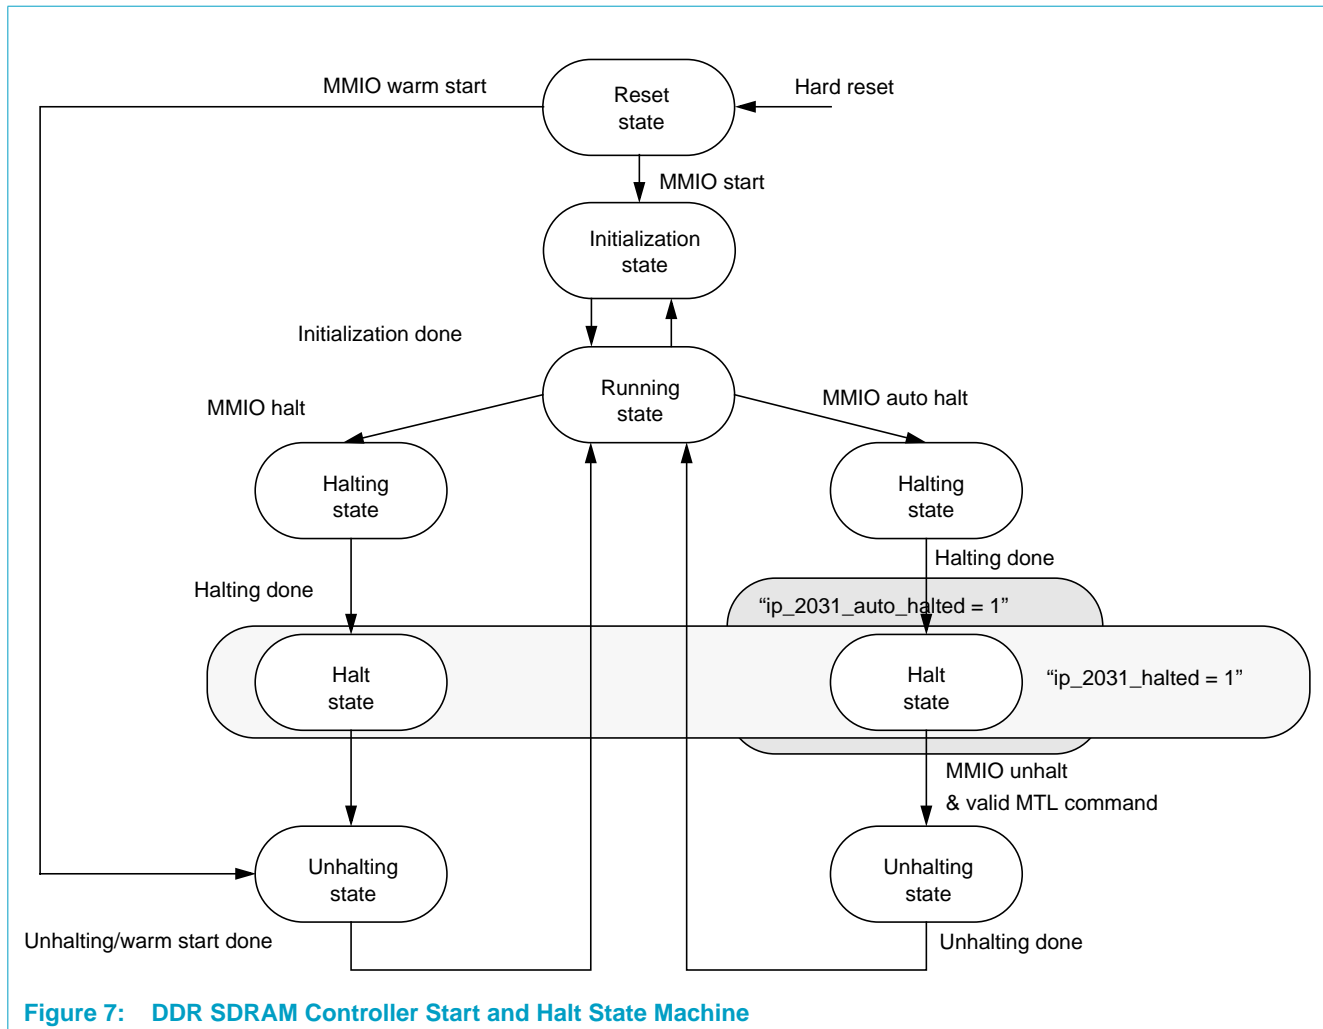 MMIO warm start
Hard reset
Reset
state
MMIO start
Initialization
state
Initialization done
Running
state
MMIO halt
MMIO auto halt
Halting
state
Halting
state
Halting done
Halting done
“ip_2031_auto_halted = 1”
Halt
state
Halt
state
“ip_2031_halted = 1”
MMIO unhalt
& valid MTL command
Unhalting
state
Unhalting
state
Unhalting/warm start done
Unhalting done
Figure 7: DDR SDRAM Controller Start and Halt State Machine